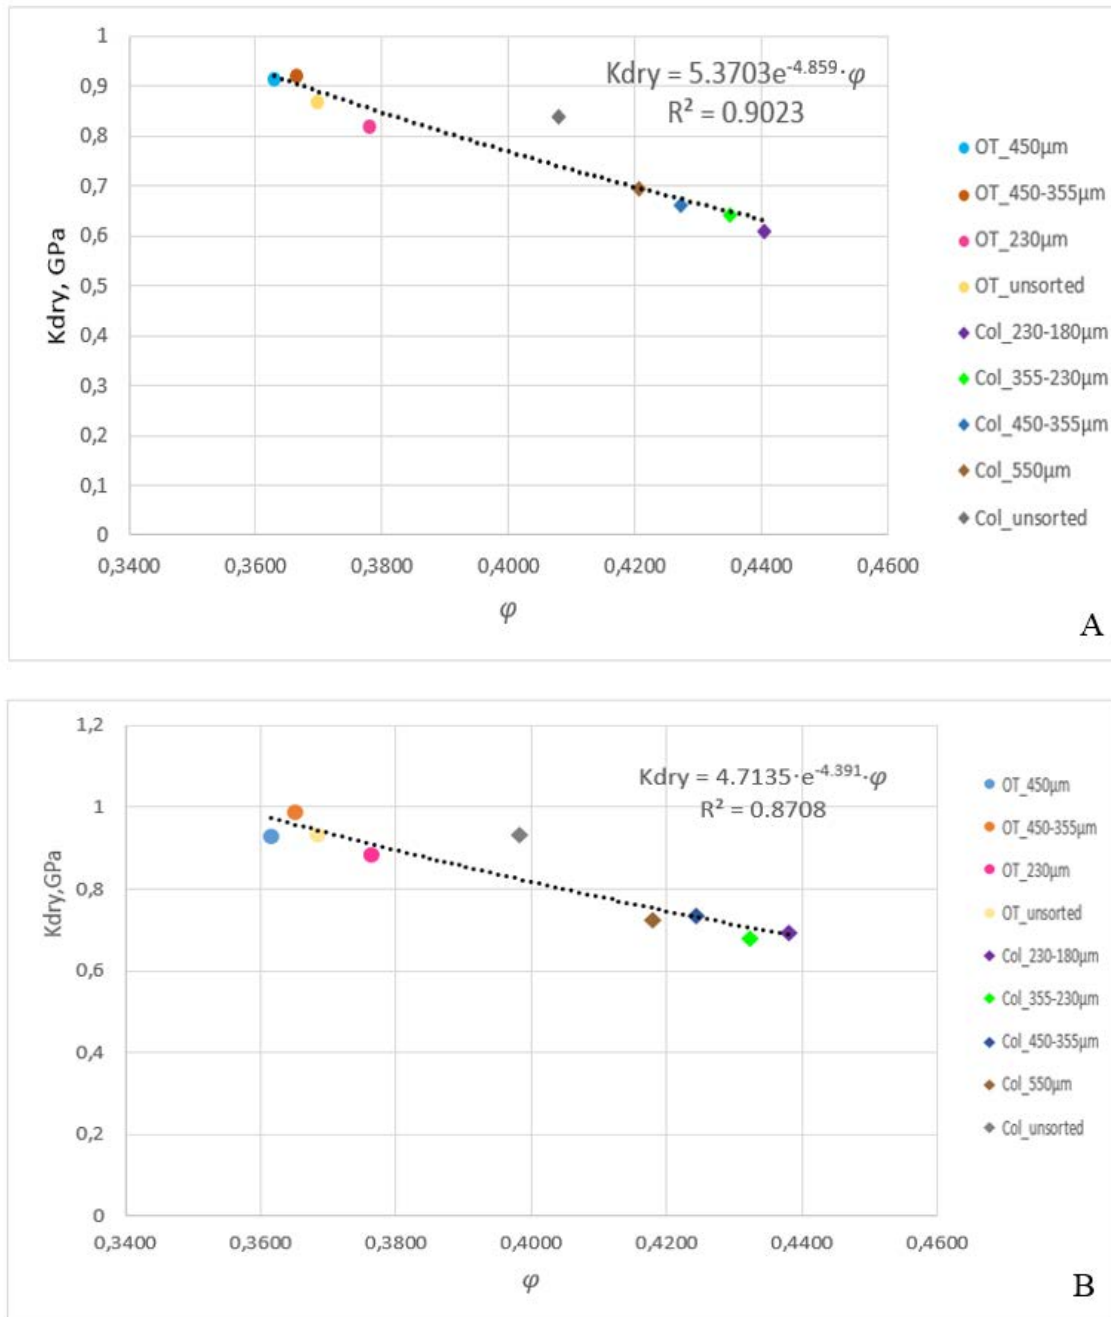 1
0,9
0,8
0,7
0,6
0,5
0,4
0,3
0,2
0,1
0
Kdry, GPa
Kdry = 5.3703e^-4.859·φ
R² = 0.9023
0,3400 0,3600 0,3800 0,4000 0,4200 0,4400 0,4600
φ
OT_450μm
OT_450-355μm
OT_230μm
OT_unsorted
Col_230-180μm
Col_355-230μm
Col_450-355μm
Col_550μm
Col_unsorted
A
1,2
1
0,8
0,6
0,4
0,2
0
Kdry,GPa
Kdry = 4.7135·e^-4.391·φ
R² = 0.8708
0,3400 0,3600 0,3800 0,4000 0,4200 0,4400 0,4600
φ
OT_450μm
OT_450-355μm
OT_230μm
OT_unsorted
Col_230-180μm
Col_355-230μm
Col_450-355μm
Col_550μm
Col_unsorted
B